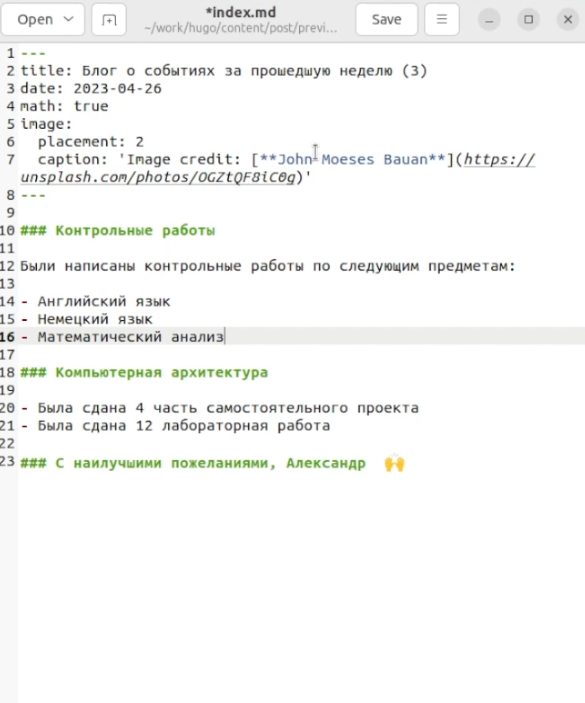 Open
*index.md
~/work/hugo/content/post/previ...
Save
1 ---
2 title: Блог о событиях за прошедшую неделю (3)
3 date: 2023-04-26
4 math: true
5 image:
6   placement: 2
7   caption: 'Image credit: [**John Moeses Bauan**](https://
unsplash.com/photos/OGZtQF8iC0g)'
8 ---
9
10 ### Контрольные работы
11
12 Были написаны контрольные работы по следующим предметам:
13
14 - Английский язык
15 - Немецкий язык
16 - Математический анализ
17
18 ### Компьютерная архитектура
19
20 - Была сдана 4 часть самостоятельного проекта
21 - Была сдана 12 лабораторная работа
22
23 ### С наилучшими пожеланиями, Александр 🙌